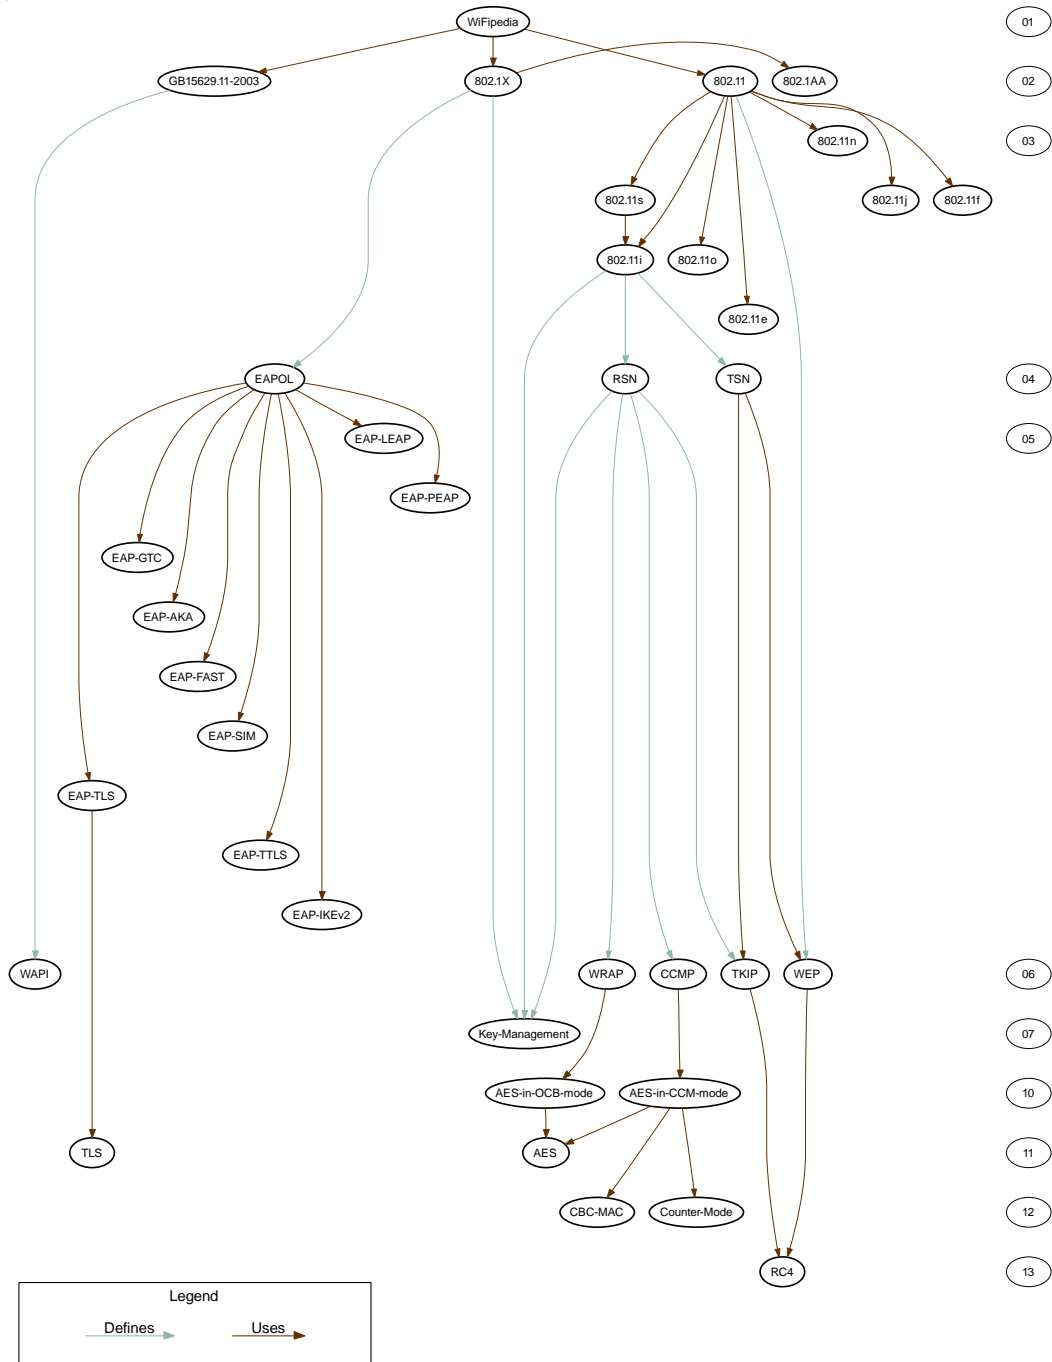 WiFipedia 01
GB15629.11-2003 802.1X 802.11 802.1AA 02
802.11n 03
802.11s 802.11j 802.11f
802.11i 802.11o
802.11e
EAPOL RSN TSN 04
EAP-LEAP 05
EAP-PEAP
EAP-GTC
EAP-AKA
EAP-FAST
EAP-SIM
EAP-TLS
EAP-TTLS
EAP-IKEv2
WAPI WRAP CCMP TKIP WEP 06
Key-Management 07
AES-in-OCB-mode AES-in-CCM-mode 10
TLS AES 11
CBC-MAC Counter-Mode 12
RC4 13
Legend
Defines Uses